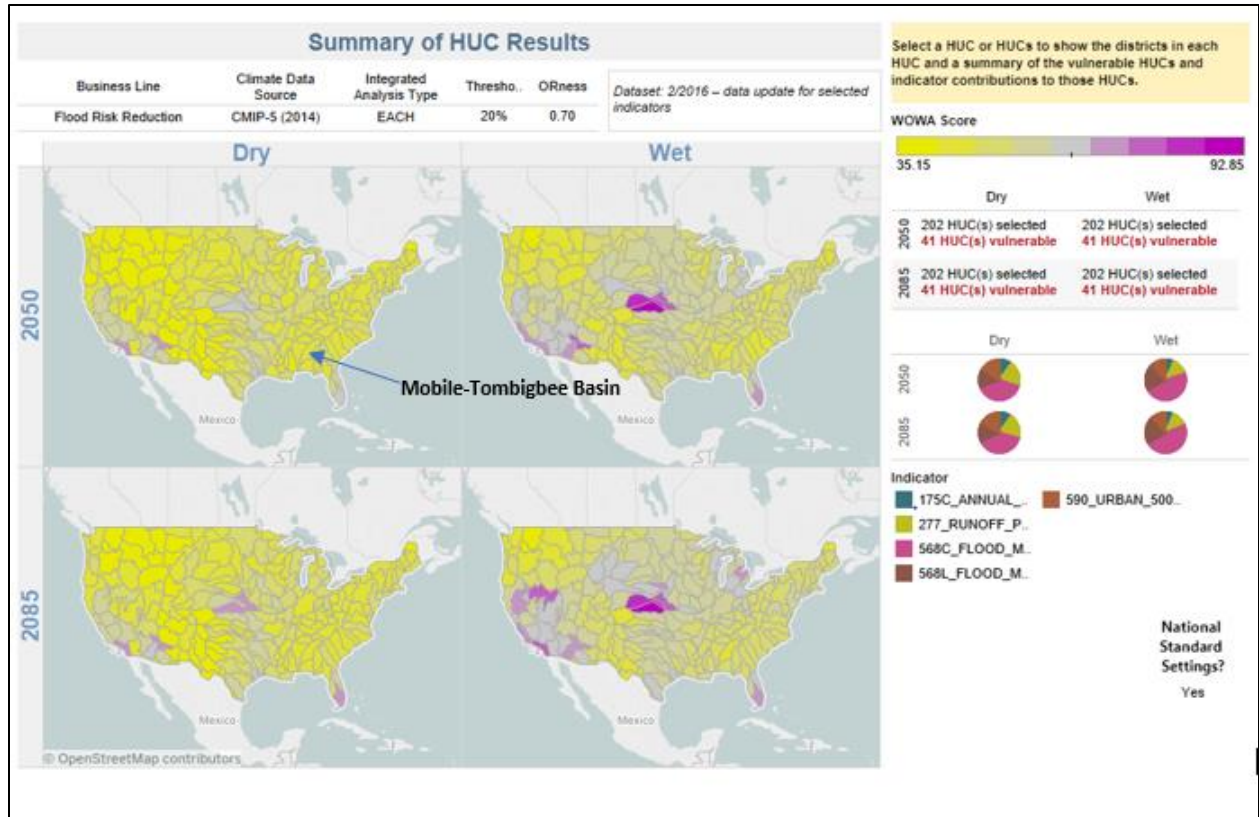 Summary of HUC Results
Business Line
Climate Data
Source
Integrated
Analysis Type
Thresho..
ORness
Flood Risk Reduction
CMIP-5 (2014)
EACH
20%
0.70
Dataset: 2/2016 – data update for selected
indicators
Dry
Wet
2050
Mobile-Tombigbee Basin
Mexico
Mexico
2085
Mexico
Mexico
© OpenStreetMap contributors
Select a HUC or HUCs to show the districts in each
HUC and a summary of the vulnerable HUCs and
indicator contributions to those HUCs.
WOWA Score
35.15
92.85
Dry
Wet
2050
202 HUC(s) selected
41 HUC(s) vulnerable
202 HUC(s) selected
41 HUC(s) vulnerable
2085
202 HUC(s) selected
41 HUC(s) vulnerable
202 HUC(s) selected
41 HUC(s) vulnerable
Dry
Wet
2050
2085
Indicator
175C_ANNUAL_..
590_URBAN_500..
277_RUNOFF_P..
568C_FLOOD_M..
568L_FLOOD_M..
National
Standard
Settings?
Yes